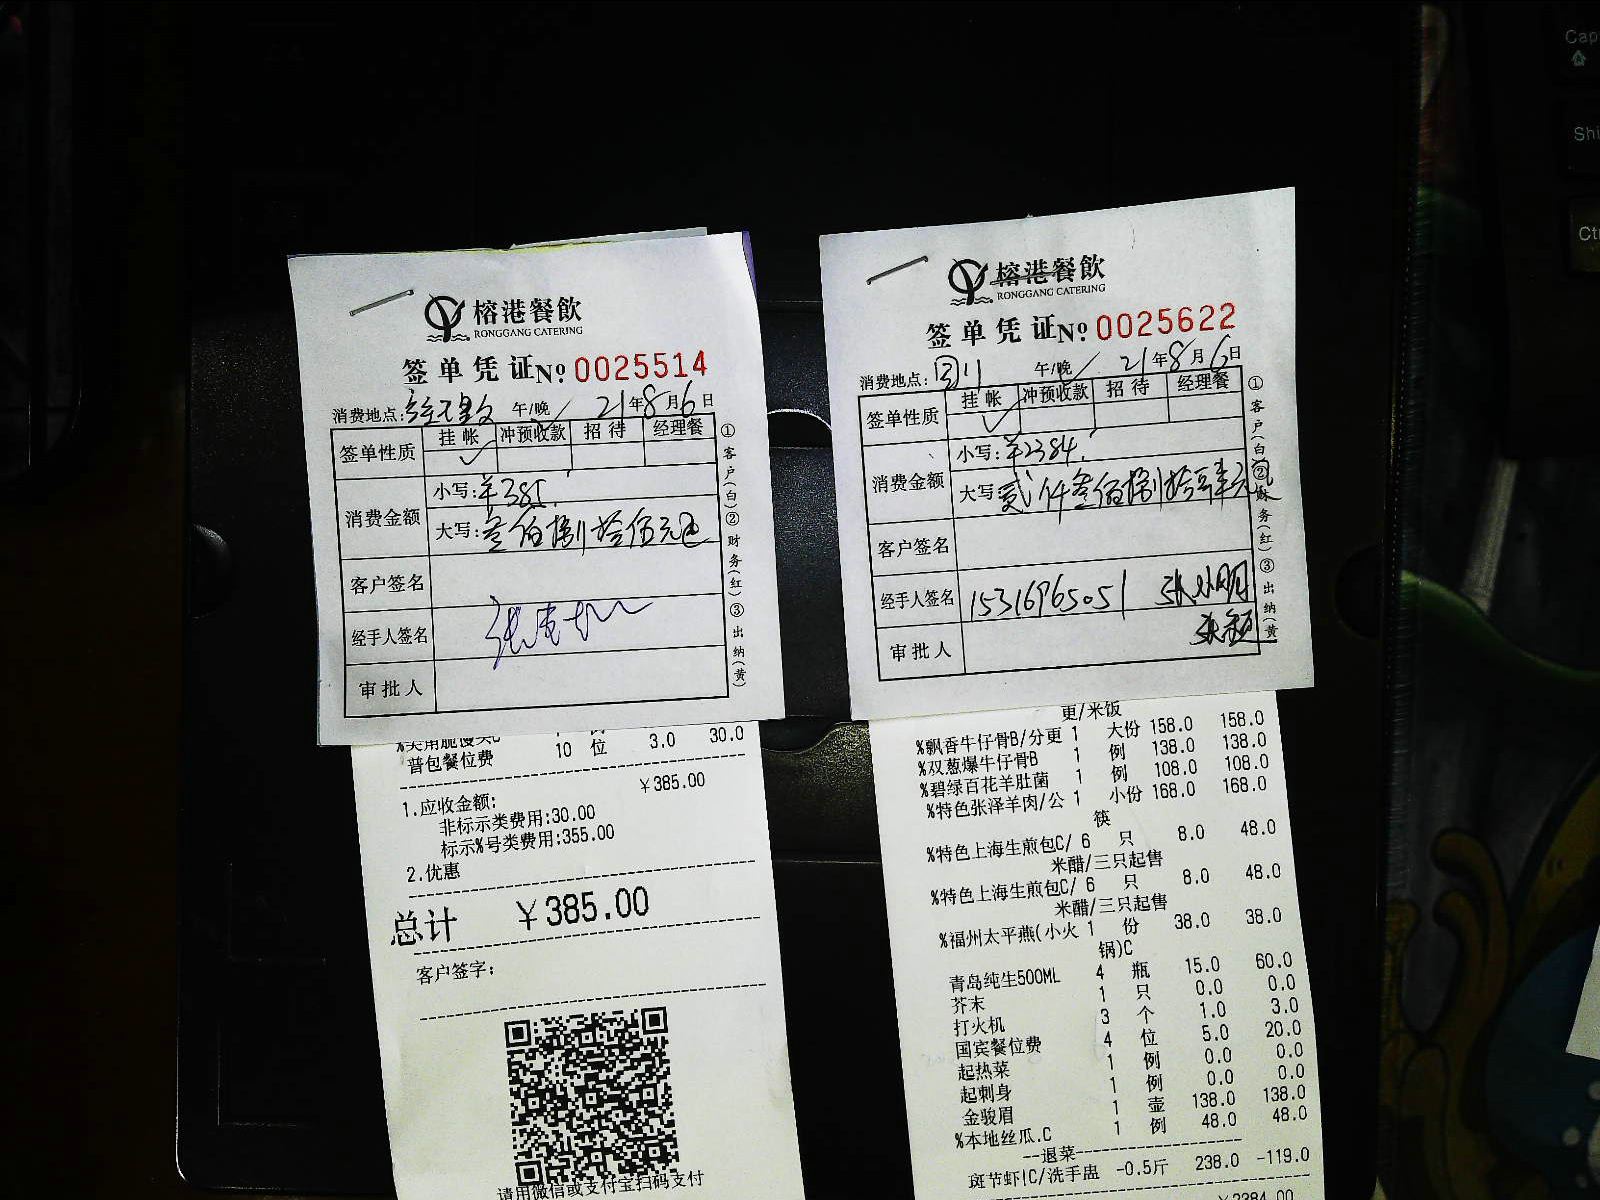 榕港餐飲
RONGGANG CATERING
签单凭证No 0025514
消费地点: 午/晚 21年8月6日
签单性质 挂帐 冲预收款 招待 经理餐
消费金额
小写:¥385.
大写:叁佰捌拾伍元
客户签名
经手人签名
审批人
①客户(白)②财务(红)③出纳(黄)
普包餐位费 10 位 3.0 30.0
¥385.00
1.应收金额:
非标示类费用:30.00
标示%号类费用:355.00
2.优惠
总计 ¥385.00
客户签字:
请用微信或支付宝扫码支付
榕港餐飲
RONGGANG CATERING
签单凭证No 0025622
消费地点: 午/晚 21年8月6日
签单性质 挂帐 冲预收款 招待 经理餐
消费金额
小写:¥2384.
大写 贰仟叁佰捌拾肆元
客户签名
经手人签名 15316965051 张小明
审批人
①客户(白)②财务(红)③出纳(黄)
更/米饭
%飘香牛仔骨B/分更 1 大份 158.0 158.0
%双葱爆牛仔骨B 1 例 138.0 138.0
%碧绿百花羊肚菌 1 例 108.0 108.0
%特色张泽羊肉/公 1 小份 168.0 168.0
筷
%特色上海生煎包C/ 6 只 8.0 48.0
米醋/三只起售
%特色上海生煎包C/ 6 只 8.0 48.0
米醋/三只起售
%福州太平燕(小火 1 份 38.0 38.0
锅)C
青岛纯生500ML 4 瓶 15.0 60.0
芥末 1 只 0.0 0.0
打火机 3 个 1.0 3.0
国宾餐位费 4 位 5.0 20.0
起热菜 1 例 0.0 0.0
起刺身 1 例 0.0 0.0
金骏眉 1 壶 138.0 138.0
%本地丝瓜.C 1 例 48.0 48.0
--退菜--
斑节虾|C/洗手盅 -0.5斤 238.0 -119.0
¥2384.00
Cap
Shi
Ct